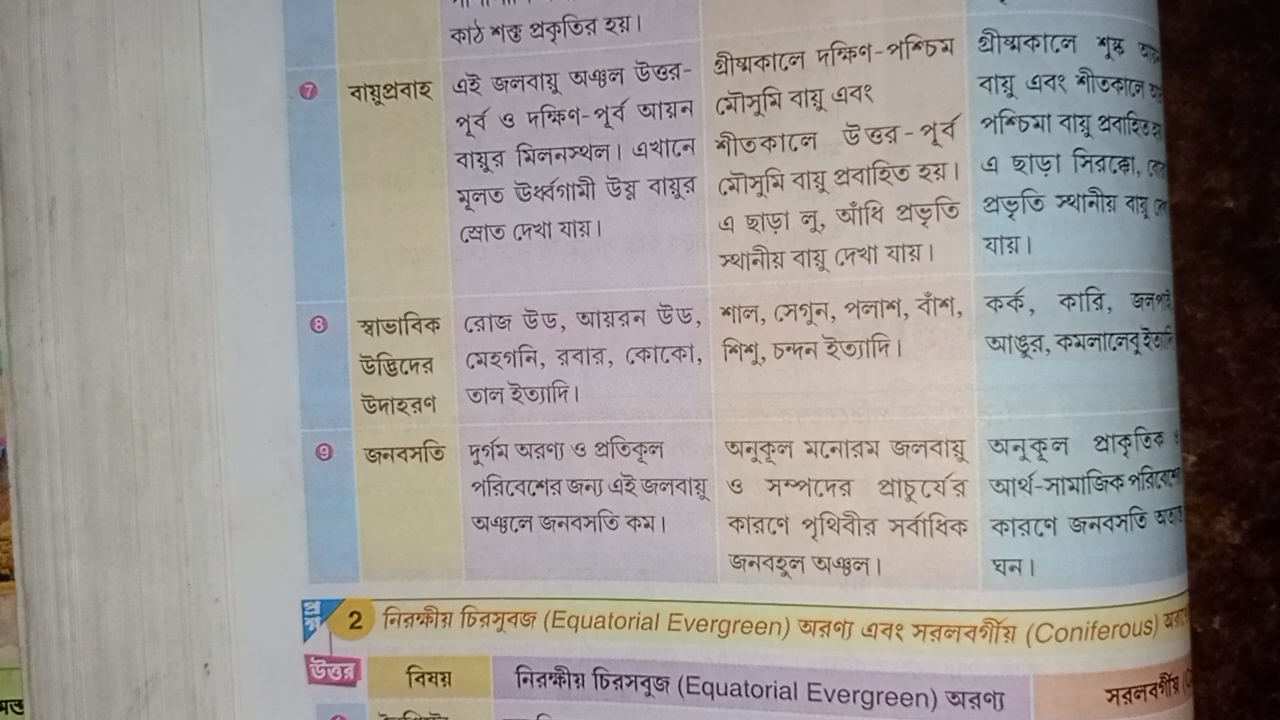 কাঠ শক্ত প্রকৃতির হয়।
7 বায়ুপ্রবাহ
এই জলবায়ু অঞ্চল উত্তর-
পূর্ব ও দক্ষিণ-পূর্ব আয়ন
বায়ুর মিলনস্থল। এখানে
মূলত ঊর্ধ্বগামী উষ্ণ বায়ুর
স্রোত দেখা যায়।
গ্রীষ্মকালে দক্ষিণ-পশ্চিম
মৌসুমি বায়ু এবং
শীতকালে উত্তর-পূর্ব
মৌসুমি বায়ু প্রবাহিত হয়।
এ ছাড়া লু, আঁধি প্রভৃতি
স্থানীয় বায়ু দেখা যায়।
গ্রীষ্মকালে শুষ্ক
বায়ু এবং শীতকালে
পশ্চিমা বায়ু প্রবাহিত
এ ছাড়া সিরক্কো,
প্রভৃতি স্থানীয় বায়ু
যায়।
8 স্বাভাবিক
উদ্ভিদের
উদাহরণ
রোজ উড, আয়রন উড,
মেহগনি, রবার, কোকো,
তাল ইত্যাদি।
শাল, সেগুন, পলাশ, বাঁশ,
শিশু, চন্দন ইত্যাদি।
কর্ক, কারি,
আঙুর, কমলালেবু ইত্যাদি
9 জনবসতি
দুর্গম অরণ্য ও প্রতিকূল
পরিবেশের জন্য এই জলবায়ু
অঞ্চলে জনবসতি কম।
অনুকূল মনোরম জলবায়ু
ও সম্পদের প্রাচুর্যের
কারণে পৃথিবীর সর্বাধিক
জনবহুল অঞ্চল।
অনুকূল প্রাকৃতিক
আর্থ-সামাজিক পরিবেশের
কারণে জনবসতি
ঘন।
প্রশ্ন 2 নিরক্ষীয় চিরসবুজ (Equatorial Evergreen) অরণ্য এবং সরলবর্গীয় (Coniferous)
উত্তর বিষয় নিরক্ষীয় চিরসবুজ (Equatorial Evergreen) অরণ্য সরলবর্গীয়